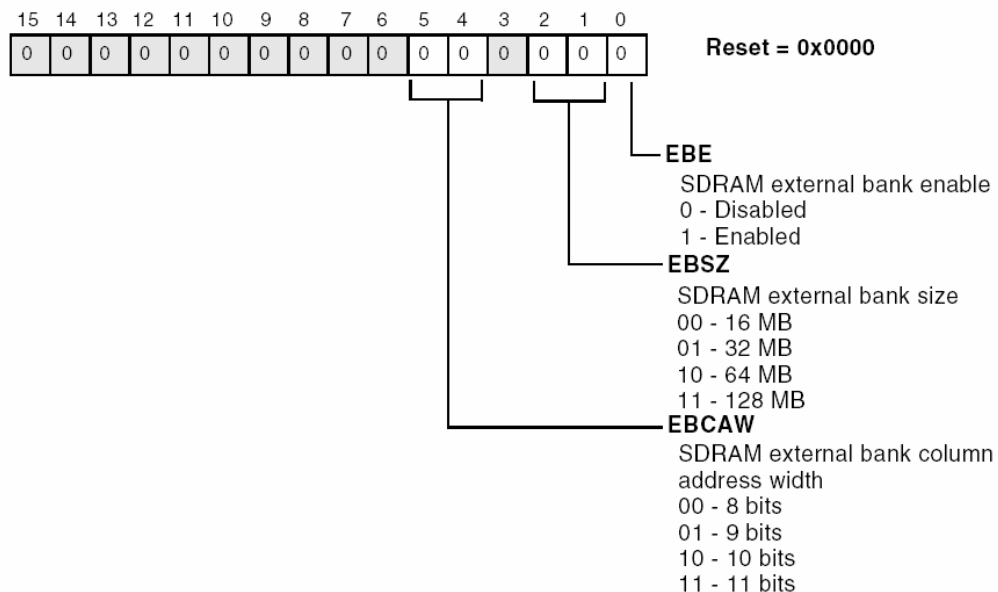 15 14 13 12 11 10 9 8 7 6 5 4 3 2 1 0
0 0 0 0 0 0 0 0 0 0 0 0 0 0 0 0
Reset = 0x0000
EBE
SDRAM external bank enable
0 - Disabled
1 - Enabled
EBSZ
SDRAM external bank size
00 - 16 MB
01 - 32 MB
10 - 64 MB
11 - 128 MB
EBCAW
SDRAM external bank column
address width
00 - 8 bits
01 - 9 bits
10 - 10 bits
11 - 11 bits